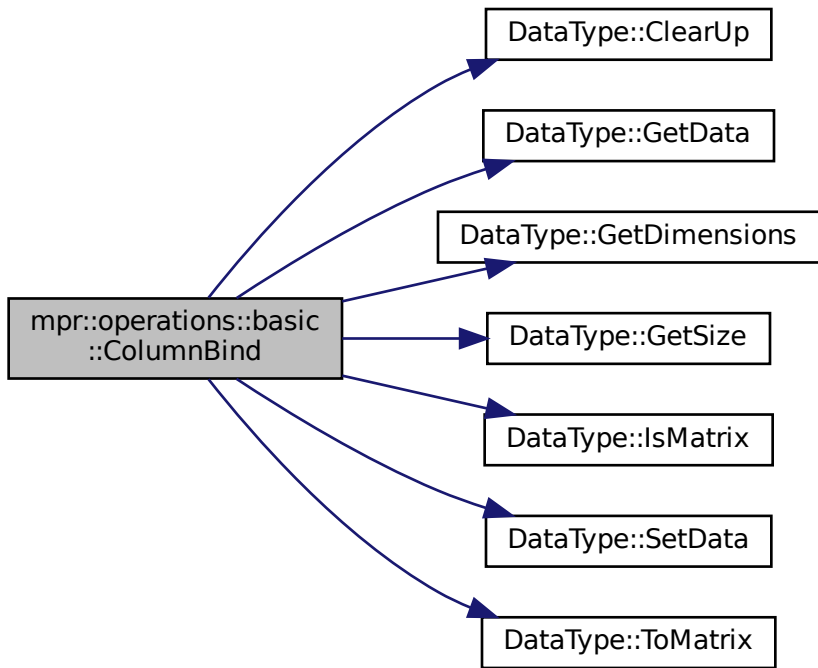 DataType::ClearUp
DataType::GetData
DataType::GetDimensions
mpr::operations::basic
::ColumnBind
DataType::GetSize
DataType::IsMatrix
DataType::SetData
DataType::ToMatrix